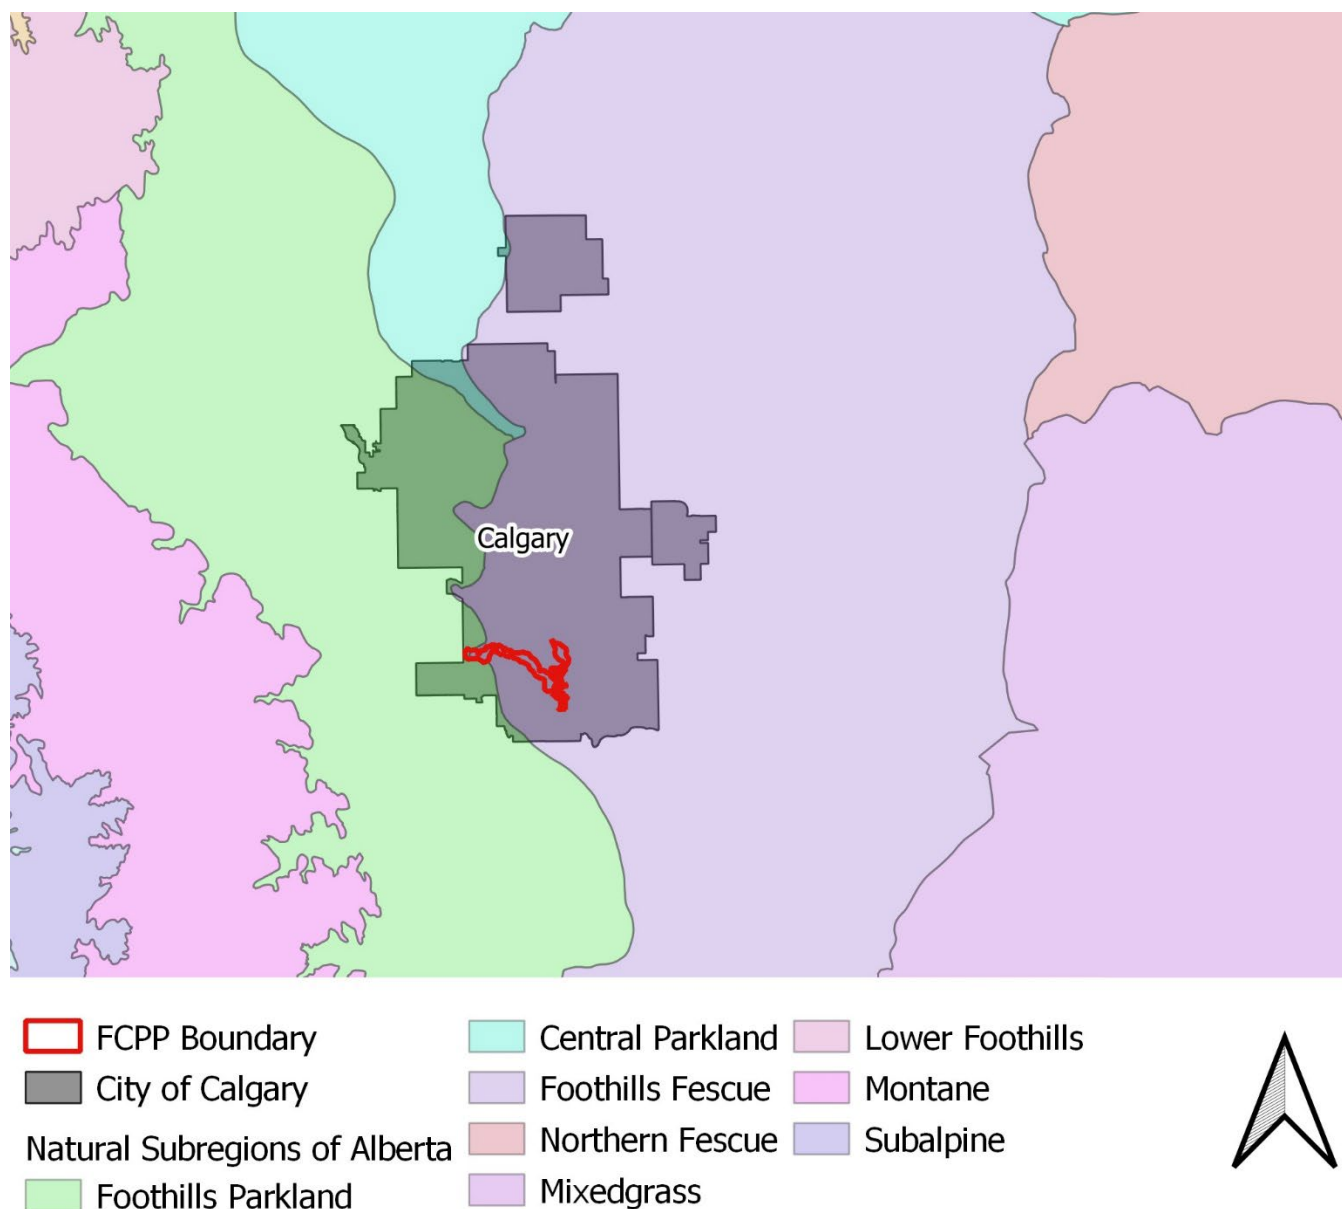 Calgary
FCPP Boundary
City of Calgary
Natural Subregions of Alberta
Foothills Parkland
Central Parkland
Foothills Fescue
Northern Fescue
Mixedgrass
Lower Foothills
Montane
Subalpine